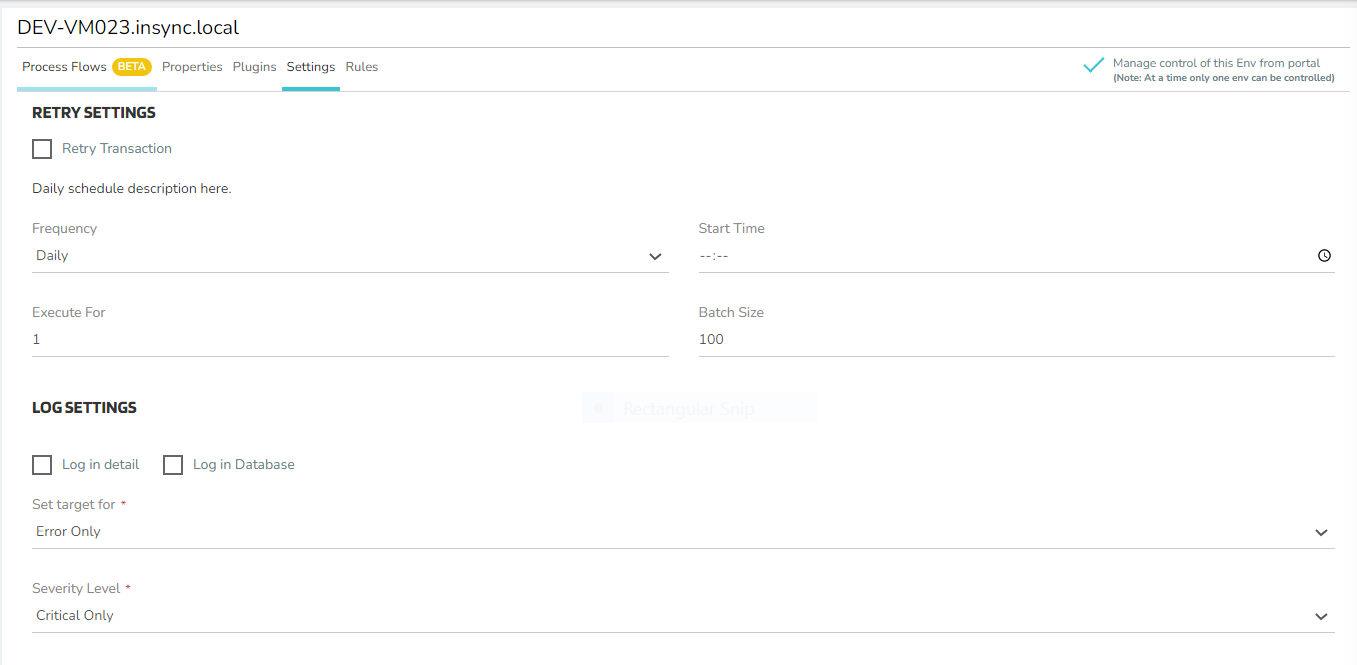 DEV-VM023.insync.local
Process Flows BETA Properties Plugins Settings Rules
Manage control of this Env from portal
(Note: At a time only one env can be controlled)
RETRY SETTINGS
Retry Transaction
Daily schedule description here.
Frequency Start Time
Daily --:--
Execute For Batch Size
1 100
LOG SETTINGS
Rectangular Snip
Log in detail Log in Database
Set target for *
Error Only
Severity Level *
Critical Only